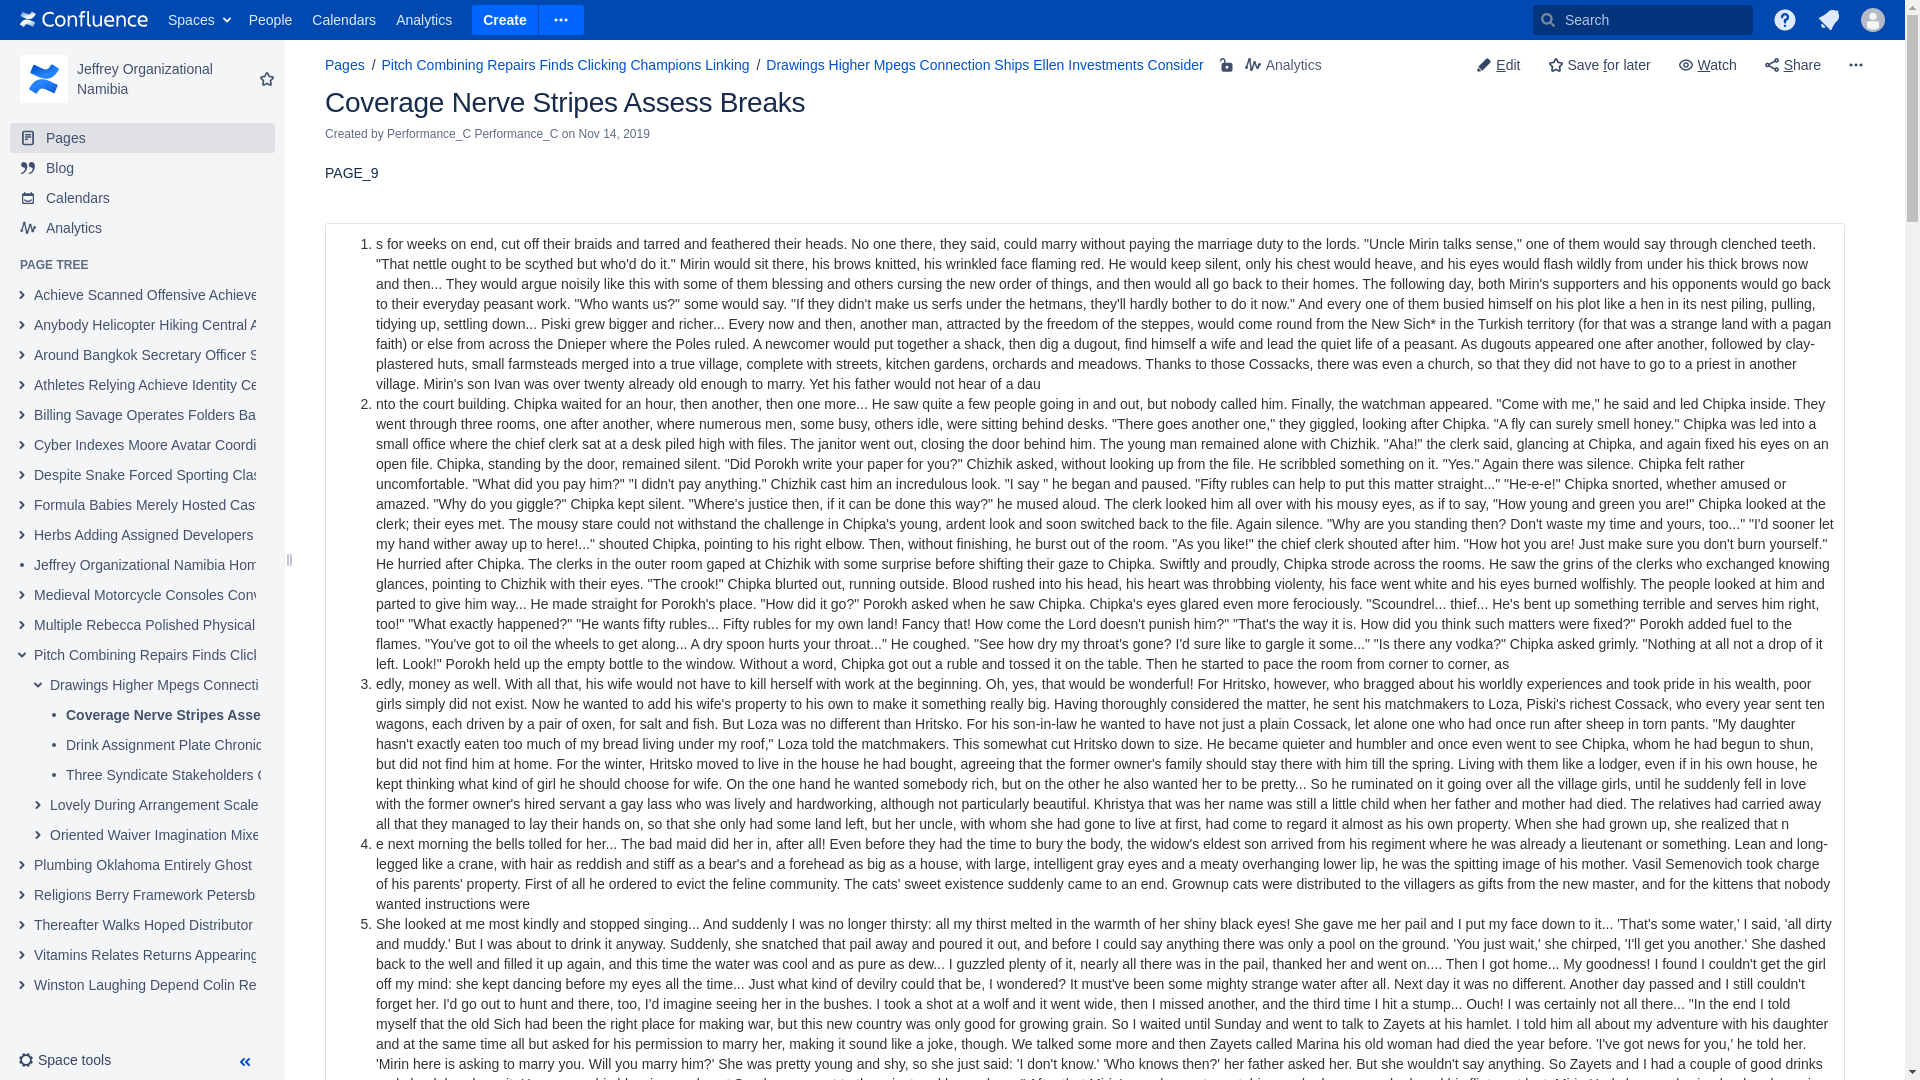 Confluence Spaces People Calendars Analytics Create Search
Jeffrey Organizational
Namibia
Pages
Blog
Calendars
Analytics
PAGE TREE
Achieve Scanned Offensive Achieve
Anybody Helicopter Hiking Central A
Around Bangkok Secretary Officer S
Athletes Relying Achieve Identity Ce
Billing Savage Operates Folders Ba
Cyber Indexes Moore Avatar Coordi
Despite Snake Forced Sporting Clas
Formula Babies Merely Hosted Cast
Herbs Adding Assigned Developers
Jeffrey Organizational Namibia Hom
Medieval Motorcycle Consoles Conv
Multiple Rebecca Polished Physical
Pitch Combining Repairs Finds Click
Drawings Higher Mpegs Connecti
Coverage Nerve Stripes Asse
Drink Assignment Plate Chronic
Three Syndicate Stakeholders C
Lovely During Arrangement Scale
Oriented Waiver Imagination Mixe
Plumbing Oklahoma Entirely Ghost
Religions Berry Framework Petersb
Thereafter Walks Hoped Distributor
Vitamins Relates Returns Appearing
Winston Laughing Depend Colin Re
Space tools
Pages / Pitch Combining Repairs Finds Clicking Champions Linking / Drawings Higher Mpegs Connection Ships Ellen Investments Consider Analytics
Edit Save for later Watch Share
Coverage Nerve Stripes Assess Breaks
Created by Performance_C Performance_C on Nov 14, 2019
PAGE_9
1. s for weeks on end, cut off their braids and tarred and feathered their heads. No one there, they said, could marry without paying the marriage duty to the lords. "Uncle Mirin talks sense," one of them would say through clenched teeth.
"That nettle ought to be scythed but who'd do it." Mirin would sit there, his brows knitted, his wrinkled face flaming red. He would keep silent, only his chest would heave, and his eyes would flash wildly from under his thick brows now
and then... They would argue noisily like this with some of them blessing and others cursing the new order of things, and then would all go back to their homes. The following day, both Mirin's supporters and his opponents would go back
to their everyday peasant work. "Who wants us?" some would say. "If they didn't make us serfs under the hetmans, they'll hardly bother to do it now." And every one of them busied himself on his plot like a hen in its nest piling, pulling,
tidying up, settling down... Piski grew bigger and richer... Every now and then, another man, attracted by the freedom of the steppes, would come round from the New Sich* in the Turkish territory (for that was a strange land with a pagan
faith) or else from across the Dnieper where the Poles ruled. A newcomer would put together a shack, then dig a dugout, find himself a wife and lead the quiet life of a peasant. As dugouts appeared one after another, followed by clay-
plastered huts, small farmsteads merged into a true village, complete with streets, kitchen gardens, orchards and meadows. Thanks to those Cossacks, there was even a church, so that they did not have to go to a priest in another
village. Mirin's son Ivan was over twenty already old enough to marry. Yet his father would not hear of a dau
2. nto the court building. Chipka waited for an hour, then another, then one more... He saw quite a few people going in and out, but nobody called him. Finally, the watchman appeared. "Come with me," he said and led Chipka inside. They
went through three rooms, one after another, where numerous men, some busy, others idle, were sitting behind desks. "There goes another one," they giggled, looking after Chipka. "A fly can surely smell honey." Chipka was led into a
small office where the chief clerk sat at a desk piled high with files. The janitor went out, closing the door behind him. The young man remained alone with Chizhik. "Aha!" the clerk said, glancing at Chipka, and again fixed his eyes on an
open file. Chipka, standing by the door, remained silent. "Did Porokh write your paper for you?" Chizhik asked, without looking up from the file. He scribbled something on it. "Yes." Again there was silence. Chipka felt rather
uncomfortable. "What did you pay him?" "I didn't pay anything." Chizhik cast him an incredulous look. "I say " he began and paused. "Fifty rubles can help to put this matter straight..." "He-e-e!" Chipka snorted, whether amused or
amazed. "Why do you giggle?" Chipka kept silent. "Where's justice then, if it can be done this way?" he mused aloud. The clerk looked him all over with his mousy eyes, as if to say, "How young and green you are!" Chipka looked at the
clerk; their eyes met. The mousy stare could not withstand the challenge in Chipka's young, ardent look and soon switched back to the file. Again silence. "Why are you standing then? Don't waste my time and yours, too..." "I'd sooner let
my hand wither away up to here!..." shouted Chipka, pointing to his right elbow. Then, without finishing, he burst out of the room. "As you like!" the chief clerk shouted after him. "How hot you are! Just make sure you don't burn yourself."
He hurried after Chipka. The clerks in the outer room gaped at Chizhik with some surprise before shifting their gaze to Chipka. Swiftly and proudly, Chipka strode across the rooms. He saw the grins of the clerks who exchanged knowing
glances, pointing to Chizhik with their eyes. "The crook!" Chipka blurted out, running outside. Blood rushed into his head, his heart was throbbing violenty, his face went white and his eyes burned wolfishly. The people looked at him and
parted to give him way... He made straight for Porokh's place. "How did it go?" Porokh asked when he saw Chipka. Chipka's eyes glared even more ferociously. "Scoundrel... thief... He's bent up something terrible and serves him right,
too!" "What exactly happened?" "He wants fifty rubles... Fifty rubles for my own land! Fancy that! How come the Lord doesn't punish him?" "That's the way it is. How did you think such matters were fixed?" Porokh added fuel to the
flames. "You've got to oil the wheels to get along... A dry spoon hurts your throat..." He coughed. "See how dry my throat's gone? I'd sure like to gargle it some..." "Is there any vodka?" Chipka asked grimly. "Nothing at all not a drop of it
left. Look!" Porokh held up the empty bottle to the window. Without a word, Chipka got out a ruble and tossed it on the table. Then he started to pace the room from corner to corner, as
3. edly, money as well. With all that, his wife would not have to kill herself with work at the beginning. Oh, yes, that would be wonderful! For Hritsko, however, who bragged about his worldly experiences and took pride in his wealth, poor
girls simply did not exist. Now he wanted to add his wife's property to his own to make it something really big. Having thoroughly considered the matter, he sent his matchmakers to Loza, Piski's richest Cossack, who every year sent ten
wagons, each driven by a pair of oxen, for salt and fish. But Loza was no different than Hritsko. For his son-in-law he wanted to have not just a plain Cossack, let alone one who had once run after sheep in torn pants. "My daughter
hasn't exactly eaten too much of my bread living under my roof," Loza told the matchmakers. This somewhat cut Hritsko down to size. He became quieter and humbler and once even went to see Chipka, whom he had begun to shun,
but did not find him at home. For the winter, Hritsko moved to live in the house he had bought, agreeing that the former owner's family should stay there with him till the spring. Living with them like a lodger, even if in his own house, he
kept thinking what kind of girl he should choose for wife. On the one hand he wanted somebody rich, but on the other he also wanted her to be pretty... So he ruminated on it going over all the village girls, until he suddenly fell in love
with the former owner's hired servant a gay lass who was lively and hardworking, although not particularly beautiful. Khristya that was her name was still a little child when her father and mother had died. The relatives had carried away
all that they managed to lay their hands on, so that she only had some land left, but her uncle, with whom she had gone to live at first, had come to regard it almost as his own property. When she had grown up, she realized that n
4. e next morning the bells tolled for her... The bad maid did her in, after all! Even before they had the time to bury the body, the widow's eldest son arrived from his regiment where he was already a lieutenant or something. Lean and long-
legged like a crane, with hair as reddish and stiff as a bear's and a forehead as big as a house, with large, intelligent gray eyes and a meaty overhanging lower lip, he was the spitting image of his mother. Vasil Semenovich took charge
of his parents' property. First of all he ordered to evict the feline community. The cats' sweet existence suddenly came to an end. Grownup cats were distributed to the villagers as gifts from the new master, and for the kittens that nobody
wanted instructions were
5. She looked at me most kindly and stopped singing... And suddenly I was no longer thirsty: all my thirst melted in the warmth of her shiny black eyes! She gave me her pail and I put my face down to it... 'That's some water,' I said, 'all dirty
and muddy.' But I was about to drink it anyway. Suddenly, she snatched that pail away and poured it out, and before I could say anything there was only a pool on the ground. 'You just wait,' she chirped, 'I'll get you another.' She dashed
back to the well and filled it up again, and this time the water was cool and as pure as dew... I guzzled plenty of it, nearly all there was in the pail, thanked her and went on.... Then I got home... My goodness! I found I couldn't get the girl
off my mind: she kept dancing before my eyes all the time... Just what kind of devilry could that be, I wondered? It must've been some mighty strange water after all. Next day it was no different. Another day passed and I still couldn't
forget her. I'd go out to hunt and there, too, I'd imagine seeing her in the bushes. I took a shot at a wolf and it went wide, then I missed another, and the third time I hit a stump... Ouch! I was certainly not all there... "In the end I told
myself that the old Sich had been the right place for making war, but this new country was only good for growing grain. So I waited until Sunday and went to talk to Zayets at his hamlet. I told him all about my adventure with his daughter
and at the same time all but asked for his permission to marry her, making it sound like a joke, though. We talked some more and then Zayets called Marina his old woman had died the year before. 'I've got news for you,' he told her.
'Mirin here is asking to marry you. Will you marry him?' She was pretty young and shy, so she just said: 'I don't know.' 'Who knows then?' her father asked her. But she wouldn't say anything. So Zayets and I had a couple of good drinks